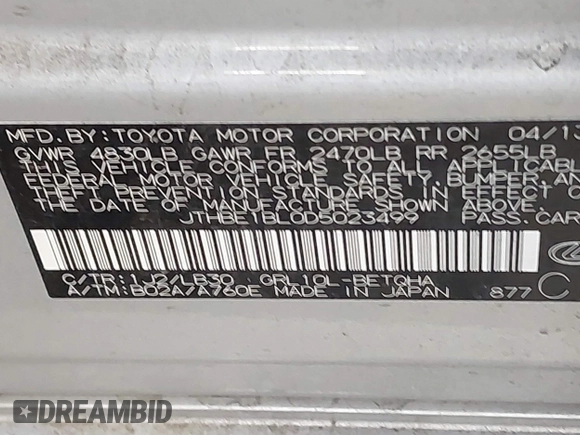 MFD. BY: TOYOTA MOTOR CORPORATION 04/13
GVWR 4830LB GAWR FR 2470LB RR 2655LB
THIS VEHICLE CONFORMS TO ALL APPLICABLE
FEDERAL MOTOR VEHICLE SAFETY, BUMPER, AND
THEFT PREVENTION STANDARDS IN EFFECT ON
THE DATE OF MANUFACTURE SHOWN ABOVE.
JTHBE1BL0D5023499 PASS. CAR
C/TR: 1J2/LB30 GRL10L-BETQHA
A/TM: B02A/A760E MADE IN JAPAN 877 C
DREAMBID